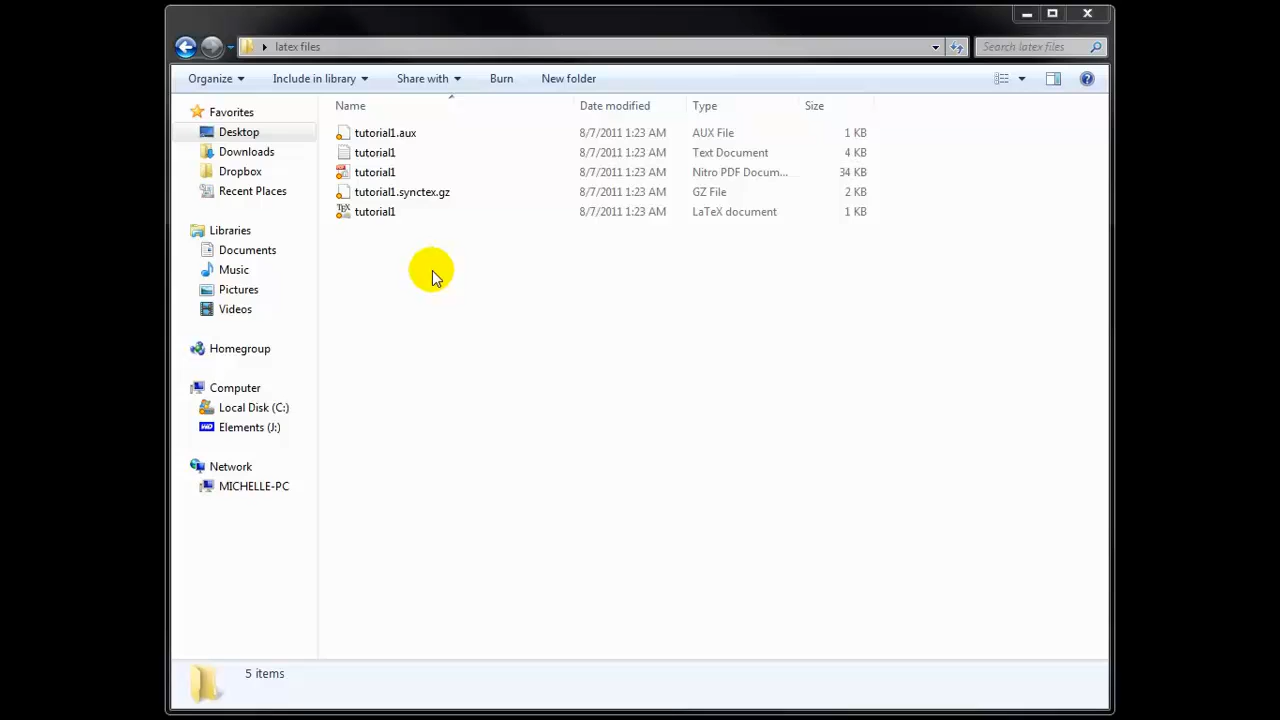 latex files
Search latex files
Organize
Include in library
Share with
Burn
New folder
Favorites
Desktop
Downloads
Dropbox
Recent Places
Libraries
Documents
Music
Pictures
Videos
Homegroup
Computer
Local Disk (C:)
WD
Elements (J:)
Network
MICHELLE-PC
Name Date modified Type Size
tutorial1.aux 8/7/2011 1:23 AM AUX File 1 KB
tutorial1 8/7/2011 1:23 AM Text Document 4 KB
tutorial1 8/7/2011 1:23 AM Nitro PDF Docum... 34 KB
tutorial1.synctex.gz 8/7/2011 1:23 AM GZ File 2 KB
TEX tutorial1 8/7/2011 1:23 AM LaTeX document 1 KB
5 items